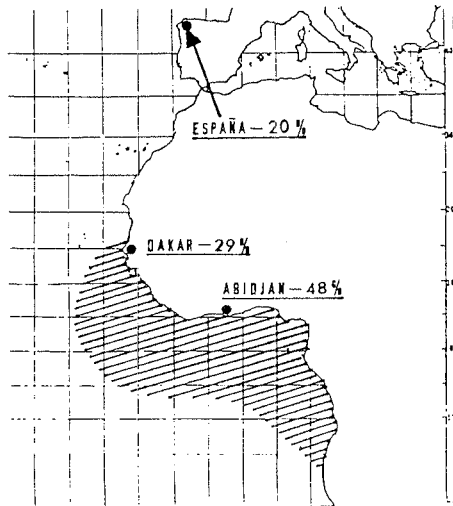 ESPAÑA — 20 %
DAKAR — 29 %
ABIDJAN — 48 %